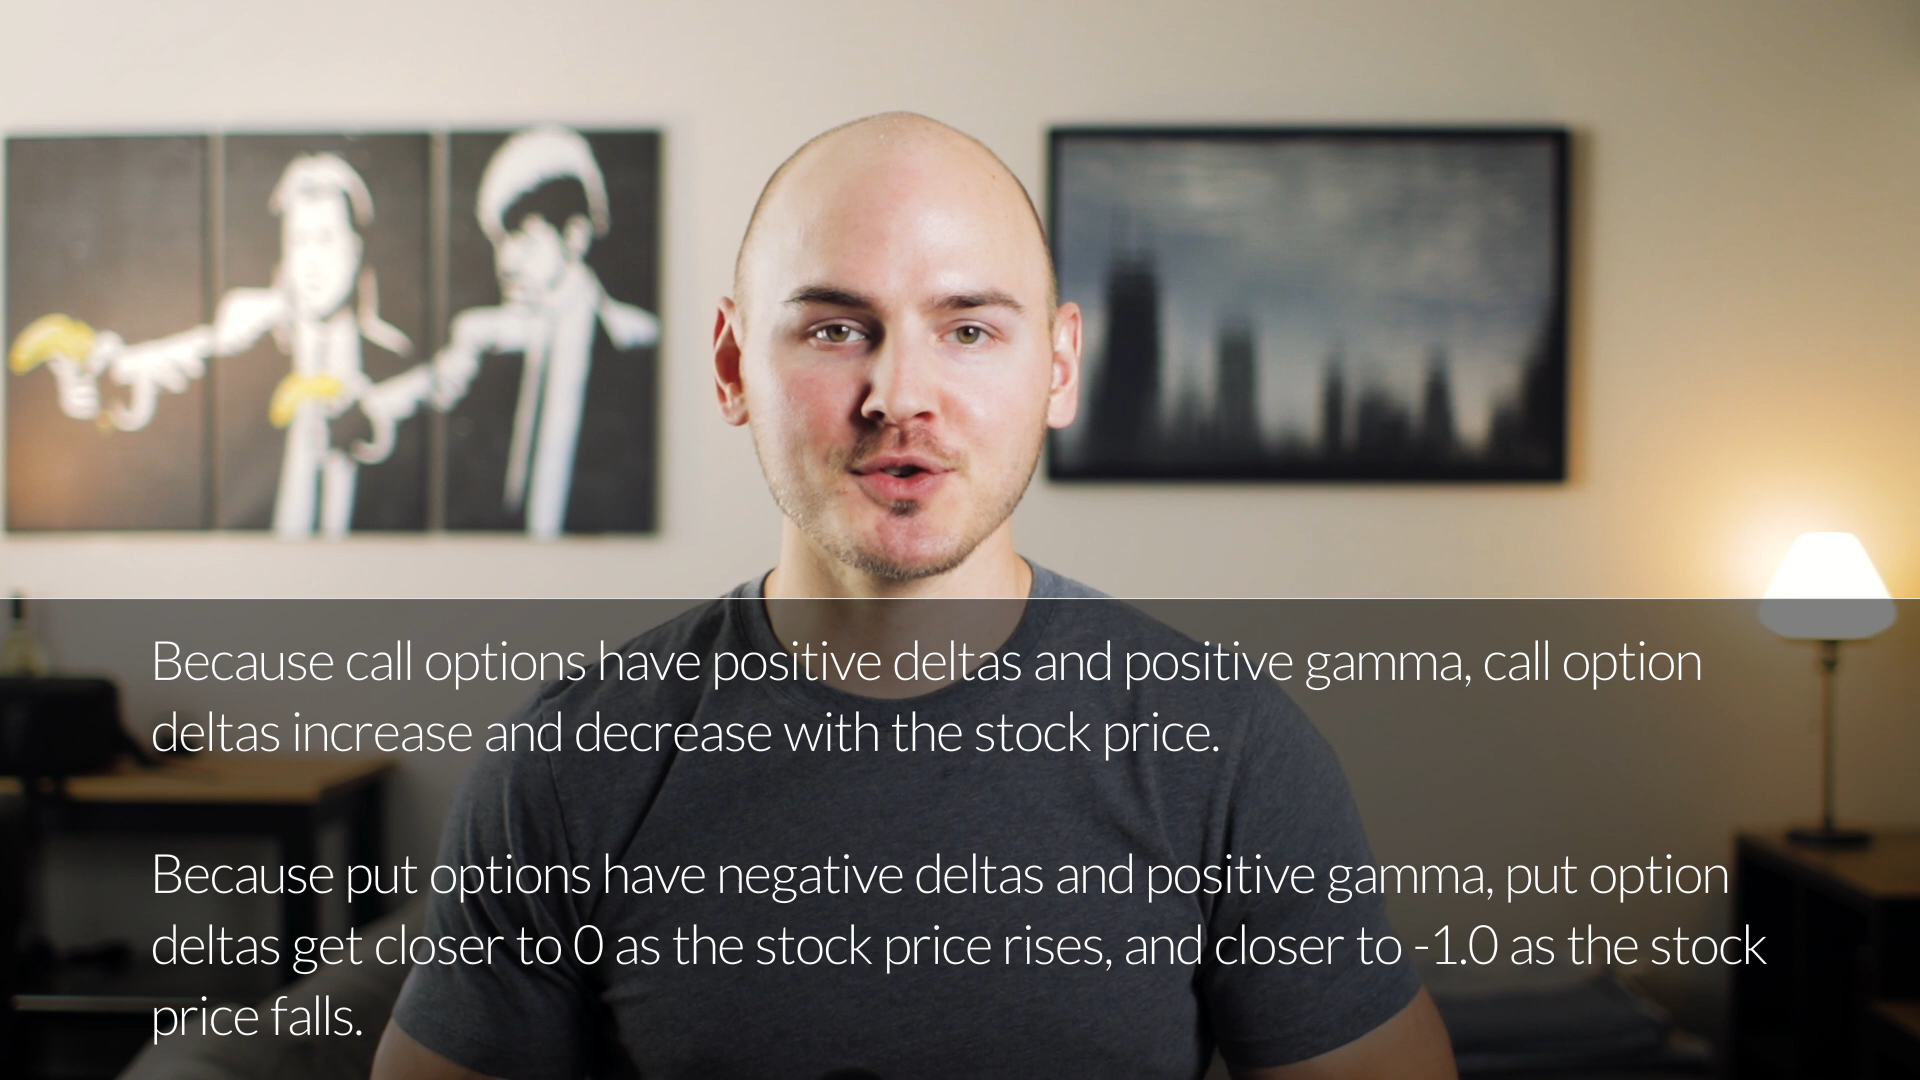 Because call options have positive deltas and positive gamma, call option
deltas increase and decrease with the stock price.
Because put options have negative deltas and positive gamma, put option
deltas get closer to 0 as the stock price rises, and closer to -1.0 as the stock
price falls.